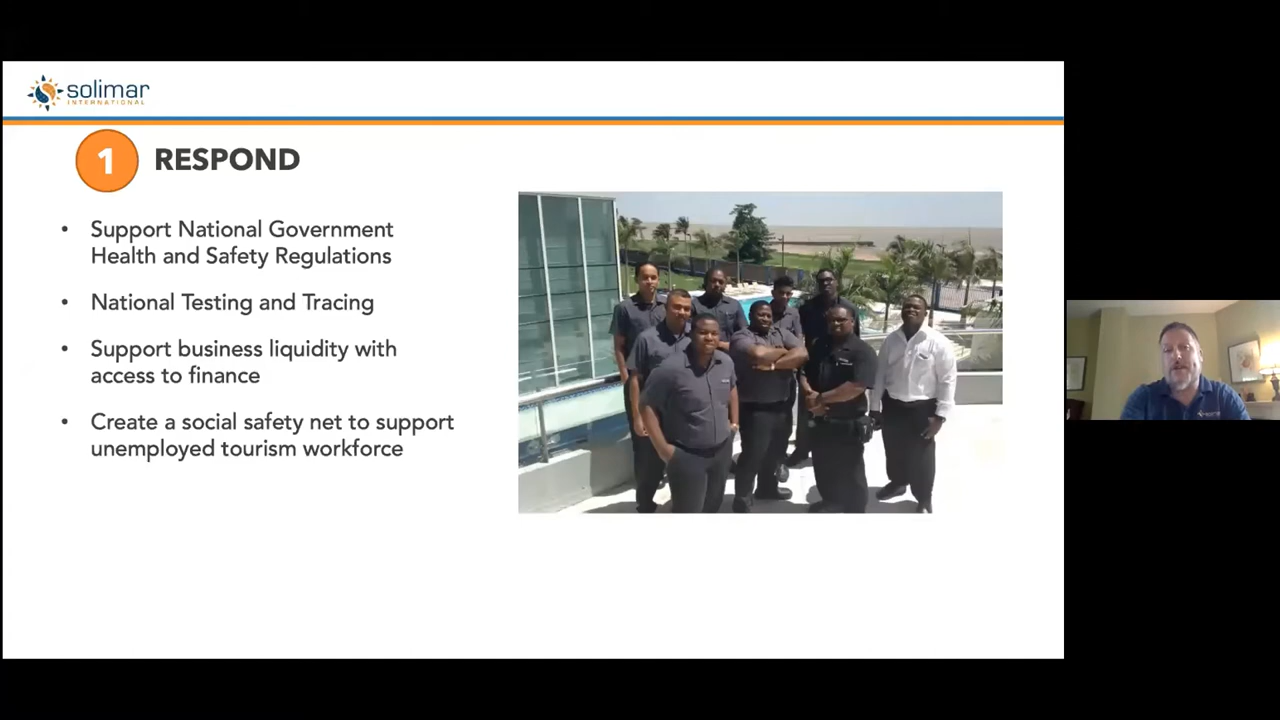 solimar
INTERNATIONAL
1 RESPOND
• Support National Government
Health and Safety Regulations
• National Testing and Tracing
• Support business liquidity with
access to finance
• Create a social safety net to support
unemployed tourism workforce